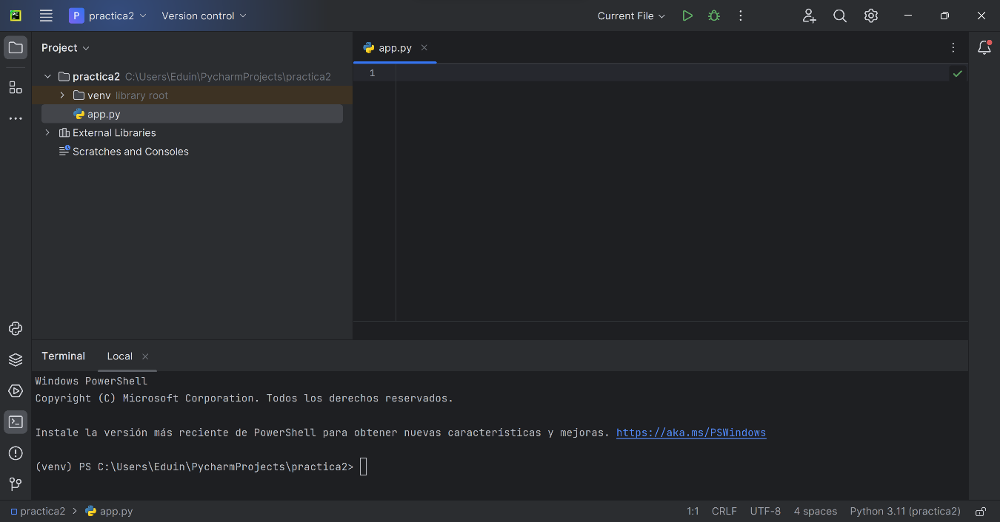 PC P practica2 Version control Current File
Project
app.py
practica2 C:\Users\Eduin\PycharmProjects\practica2
1
venv library root
app.py
External Libraries
Scratches and Consoles
Terminal Local
Windows PowerShell
Copyright (C) Microsoft Corporation. Todos los derechos reservados.
Instale la versión más reciente de PowerShell para obtener nuevas características y mejoras. https://aka.ms/PSWindows
(venv) PS C:\Users\Eduin\PycharmProjects\practica2>
practica2 > app.py 1:1 CRLF UTF-8 4 spaces Python 3.11 (practica2)